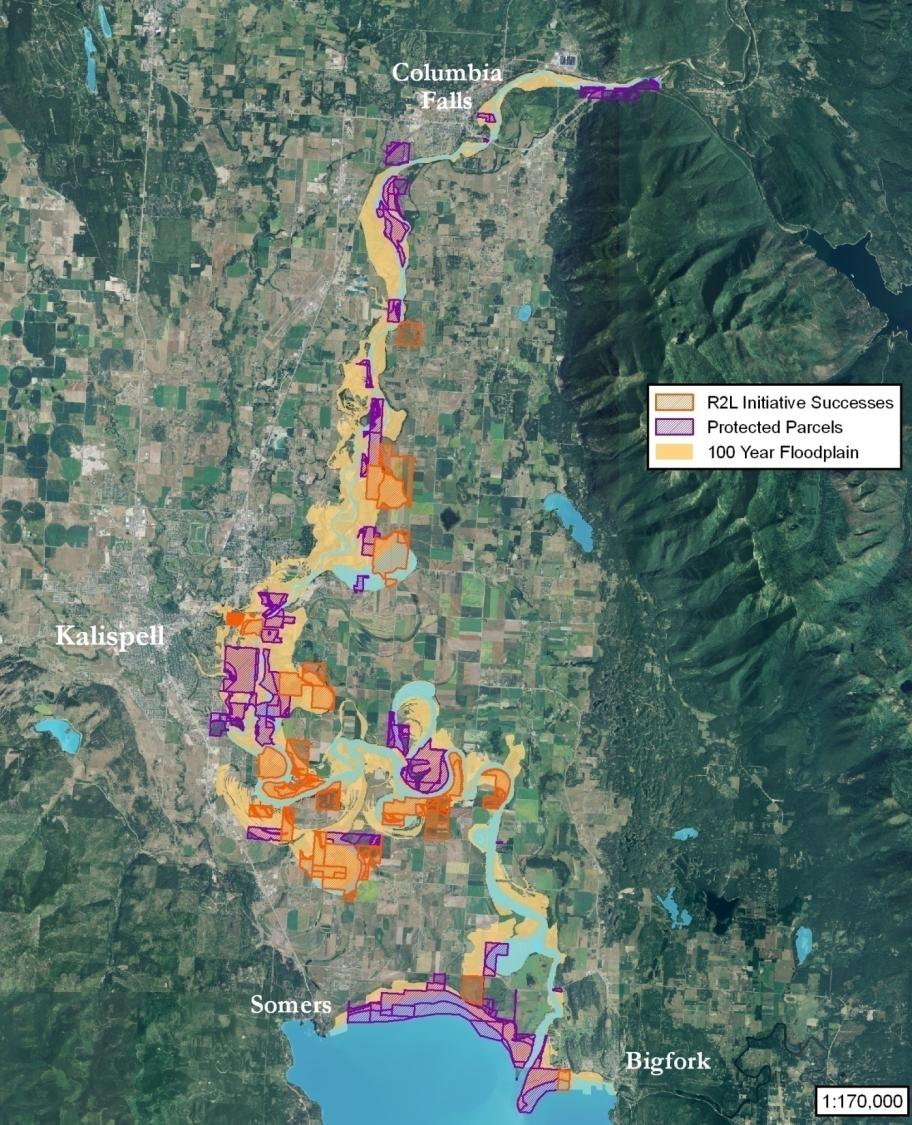 Columbia
Falls
R2L Initiative Successes
Protected Parcels
100 Year Floodplain
Kalispell
Somers
Bigfork
1:170,000